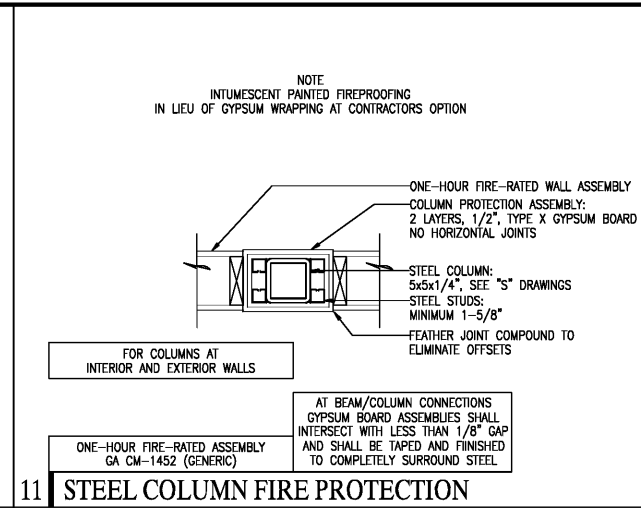 NOTE
INTUMESCENT PAINTED FIREPROOFING
IN LIEU OF GYPSUM WRAPPING AT CONTRACTORS OPTION
ONE-HOUR FIRE-RATED WALL ASSEMBLY
COLUMN PROTECTION ASSEMBLY:
2 LAYERS, 1/2", TYPE X GYPSUM BOARD
NO HORIZONTAL JOINTS
STEEL COLUMN:
5x5x1/4", SEE "S" DRAWINGS
STEEL STUDS:
MINIMUM 1-5/8"
FEATHER JOINT COMPOUND TO
ELIMINATE OFFSETS
FOR COLUMNS AT
INTERIOR AND EXTERIOR WALLS
AT BEAM/COLUMN CONNECTIONS
GYPSUM BOARD ASSEMBLIES SHALL
INTERSECT WITH LESS THAN 1/8" GAP
AND SHALL BE TAPED AND FIINISHED
TO COMPLETELY SURROUND STEEL
ONE-HOUR FIRE-RATED ASSEMBLY
GA CM-1452 (GENERIC)
11 STEEL COLUMN FIRE PROTECTION